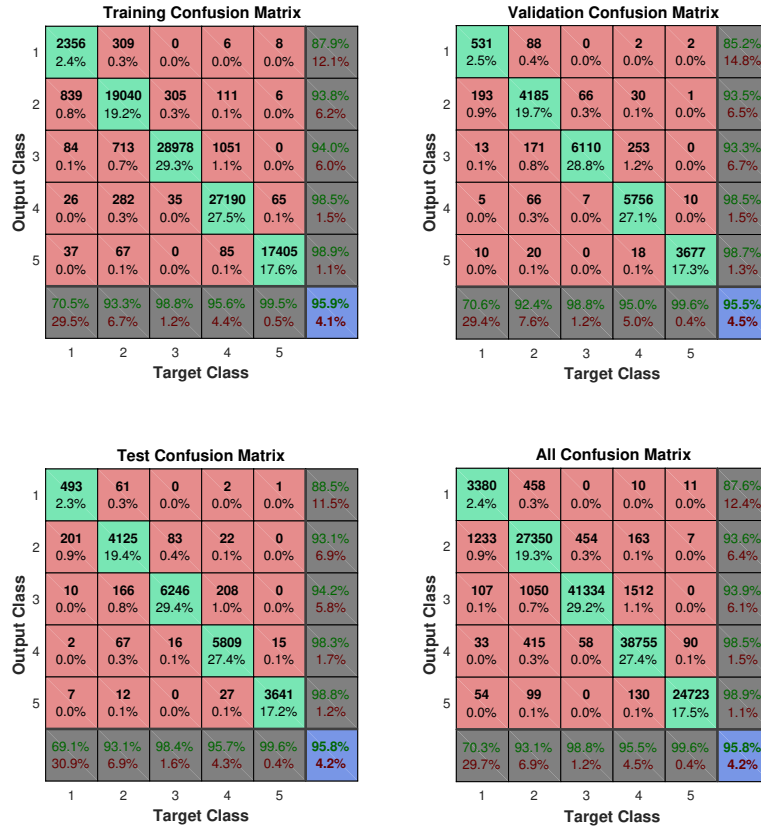 Training Confusion Matrix
1 2356 309 0 6 8 87.9%
2.4% 0.3% 0.0% 0.0% 0.0% 12.1%
2 839 19040 305 111 6 93.8%
0.8% 19.2% 0.3% 0.1% 0.0% 6.2%
3 84 713 28978 1051 0 94.0%
0.1% 0.7% 29.3% 1.1% 0.0% 6.0%
4 26 282 35 27190 65 98.5%
0.0% 0.3% 0.0% 27.5% 0.1% 1.5%
5 37 67 0 85 17405 98.9%
0.0% 0.1% 0.0% 0.1% 17.6% 1.1%
70.5% 93.3% 98.8% 95.6% 99.5% 95.9%
29.5% 6.7% 1.2% 4.4% 0.5% 4.1%
1 2 3 4 5
Target Class
Output Class
Validation Confusion Matrix
1 531 88 0 2 2 85.2%
2.5% 0.4% 0.0% 0.0% 0.0% 14.8%
2 193 4185 66 30 1 93.5%
0.9% 19.7% 0.3% 0.1% 0.0% 6.5%
3 13 171 6110 253 0 93.3%
0.1% 0.8% 28.8% 1.2% 0.0% 6.7%
4 5 66 7 5756 10 98.5%
0.0% 0.3% 0.0% 27.1% 0.0% 1.5%
5 10 20 0 18 3677 98.7%
0.0% 0.1% 0.0% 0.1% 17.3% 1.3%
70.6% 92.4% 98.8% 95.0% 99.6% 95.5%
29.4% 7.6% 1.2% 5.0% 0.4% 4.5%
1 2 3 4 5
Target Class
Output Class
Test Confusion Matrix
1 493 61 0 2 1 88.5%
2.3% 0.3% 0.0% 0.0% 0.0% 11.5%
2 201 4125 83 22 0 93.1%
0.9% 19.4% 0.4% 0.1% 0.0% 6.9%
3 10 166 6246 208 0 94.2%
0.0% 0.8% 29.4% 1.0% 0.0% 5.8%
4 2 67 16 5809 15 98.3%
0.0% 0.3% 0.1% 27.4% 0.1% 1.7%
5 7 12 0 27 3641 98.8%
0.0% 0.1% 0.0% 0.1% 17.2% 1.2%
69.1% 93.1% 98.4% 95.7% 99.6% 95.8%
30.9% 6.9% 1.6% 4.3% 0.4% 4.2%
1 2 3 4 5
Target Class
Output Class
All Confusion Matrix
1 3380 458 0 10 11 87.6%
2.4% 0.3% 0.0% 0.0% 0.0% 12.4%
2 1233 27350 454 163 7 93.6%
0.9% 19.3% 0.3% 0.1% 0.0% 6.4%
3 107 1050 41334 1512 0 93.9%
0.1% 0.7% 29.2% 1.1% 0.0% 6.1%
4 33 415 58 38755 90 98.5%
0.0% 0.3% 0.0% 27.4% 0.1% 1.5%
5 54 99 0 130 24723 98.9%
0.0% 0.1% 0.0% 0.1% 17.5% 1.1%
70.3% 93.1% 98.8% 95.5% 99.6% 95.8%
29.7% 6.9% 1.2% 4.5% 0.4% 4.2%
1 2 3 4 5
Target Class
Output Class